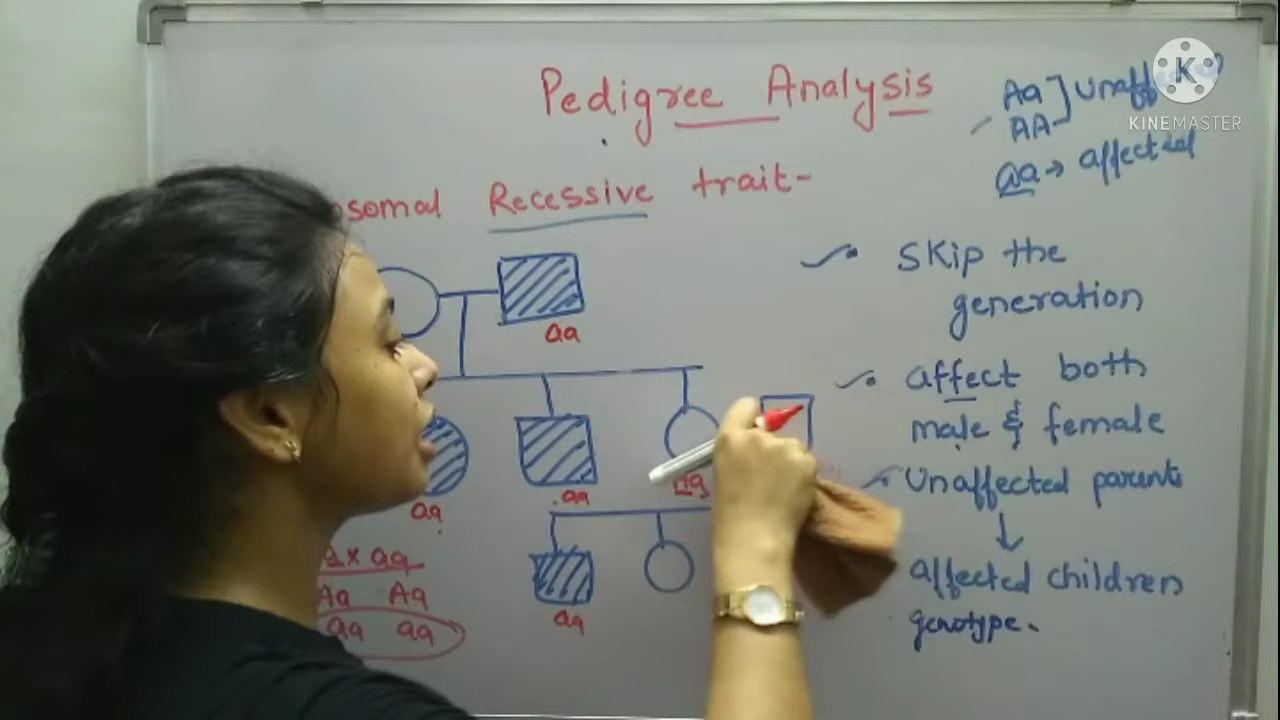 Pedigree Analysis
Aa
AA
aa → affected
somal Recessive trait-
aa
aa
aa
Aa
x aa
Aa Aa
aa aa
aa
Skip the
generation
affect both
male & female
Unaffected parents
↓
affected children
genotype.
K
KINEMASTER